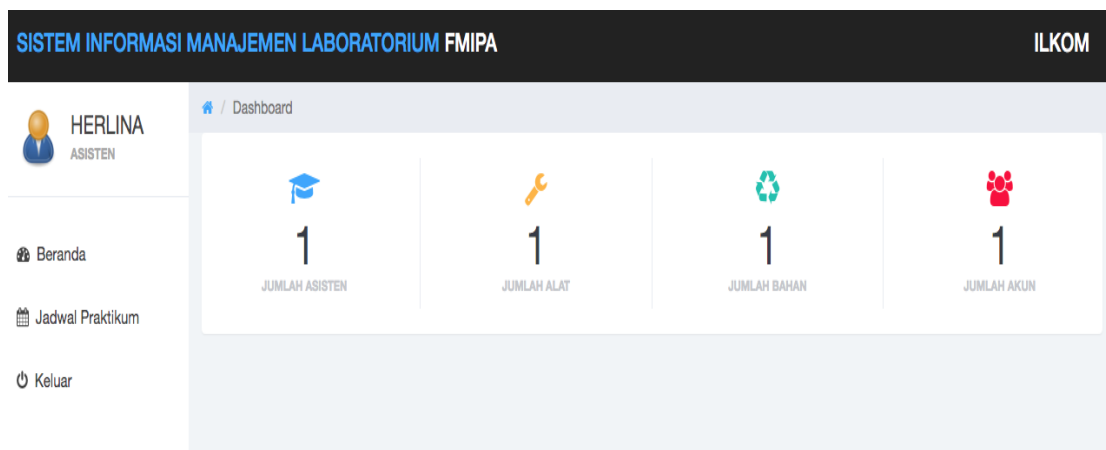 SISTEM INFORMASI MANAJEMEN LABORATORIUM FMIPA
ILKOM
HERLINA
ASISTEN
Beranda
Jadwal Praktikum
Keluar
/ Dashboard
1
JUMLAH ASISTEN
1
JUMLAH ALAT
1
JUMLAH BAHAN
1
JUMLAH AKUN